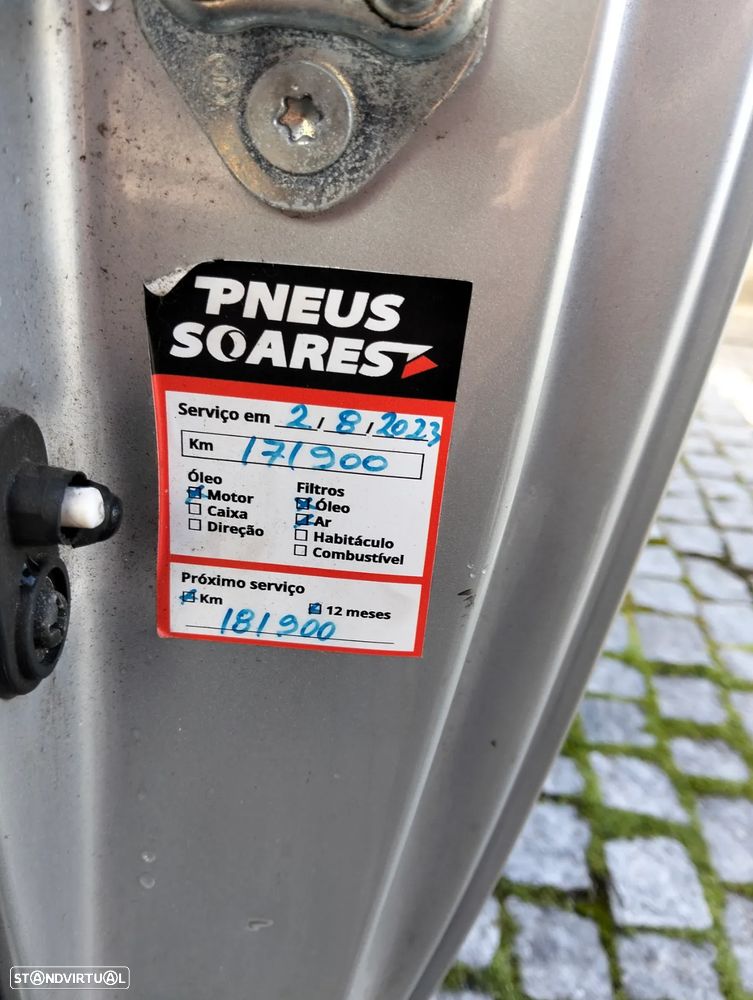 PNEUS
SOARES
Serviço em 2/8/2023
Km 171900
Óleo
Motor
Caixa
Direção
Filtros
Óleo
Ar
Habitáculo
Combustível
Próximo serviço
Km 12 meses
181900
STANDVIRTUAL